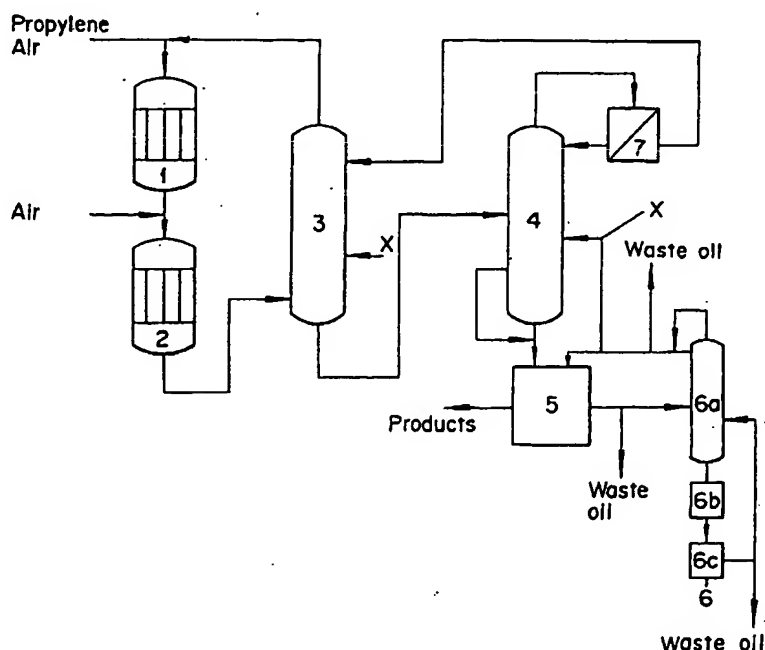 Propylene
Air
1
Air
2
3
X
4
7
X
Waste oil
5
Products
Waste
oil
6a
6b
6c
6
Waste oil